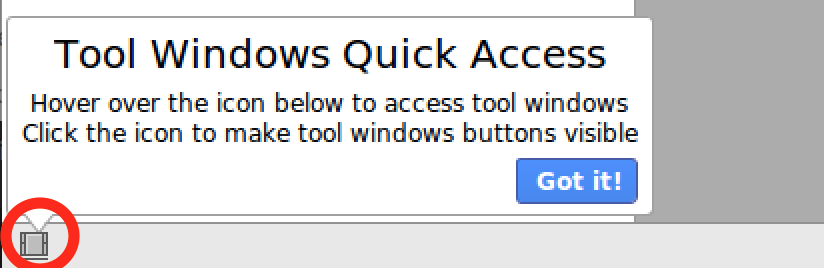 Tool Windows Quick Access
Hover over the icon below to access tool windows
Click the icon to make tool windows buttons visible
Got it!